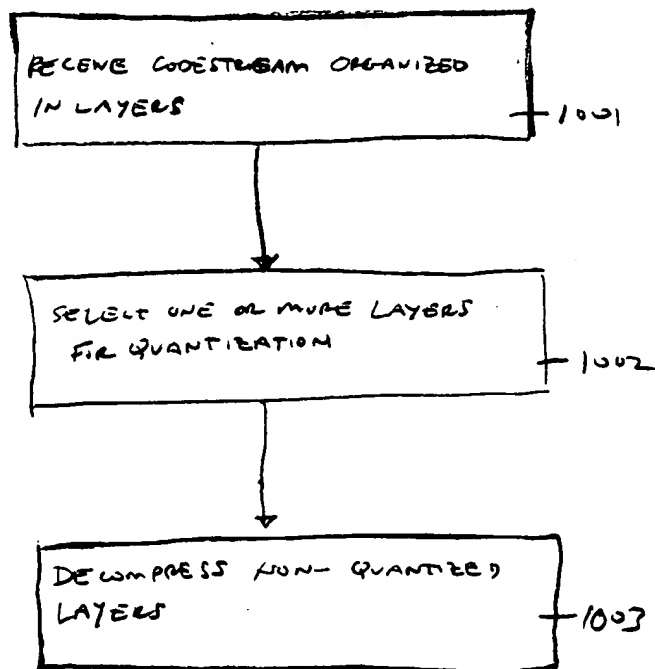 RECEIVE CODESTREAM ORGANIZED
IN LAYERS
1001
SELECT ONE OR MORE LAYERS
FOR QUANTIZATION
1002
DECOMPRESS NON-QUANTIZED
LAYERS
1003